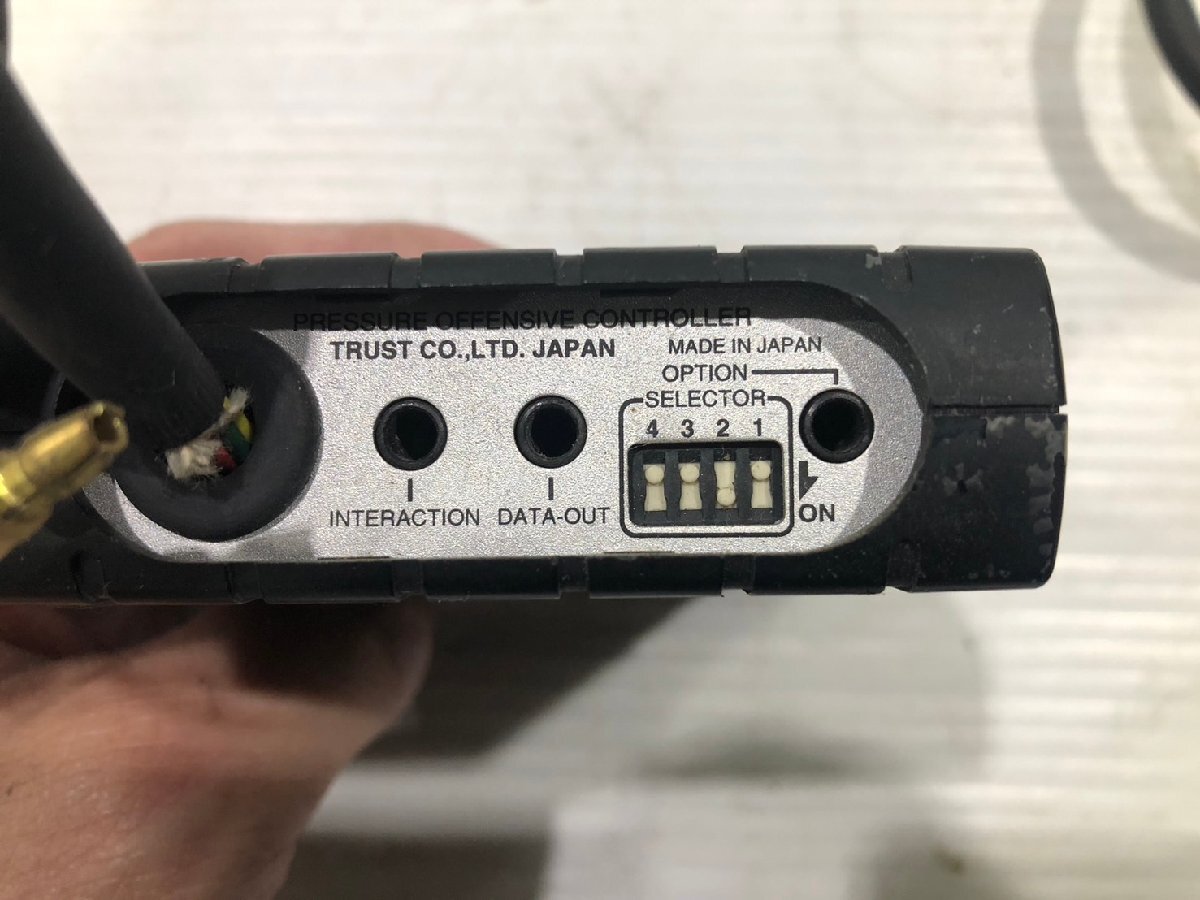 PRESSURE OFFENSIVE CONTROLLER
TRUST CO.,LTD. JAPAN
MADE IN JAPAN
OPTION
SELECTOR
4 3 2 1
INTERACTION
DATA-OUT
ON